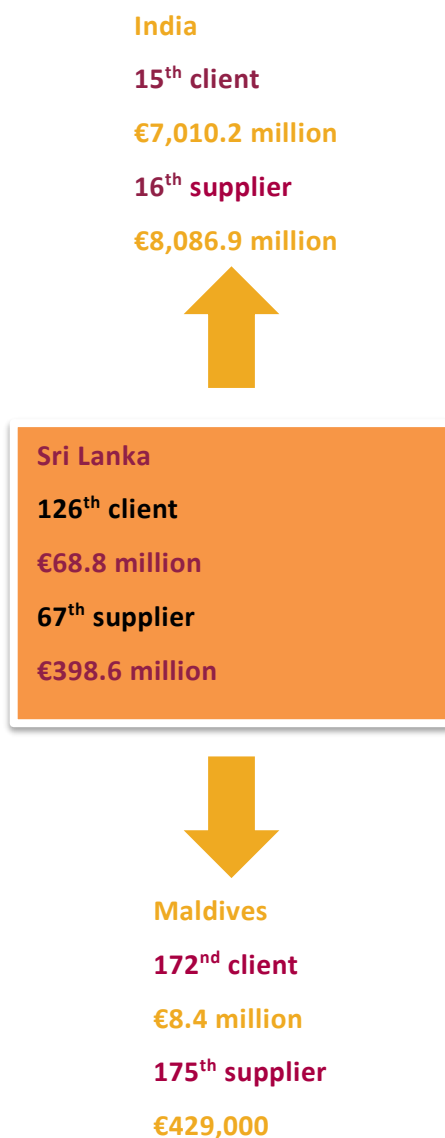 India
15th client
€7,010.2 million
16th supplier
€8,086.9 million
Sri Lanka
126th client
€68.8 million
67th supplier
€398.6 million
Maldives
172nd client
€8.4 million
175th supplier
€429,000